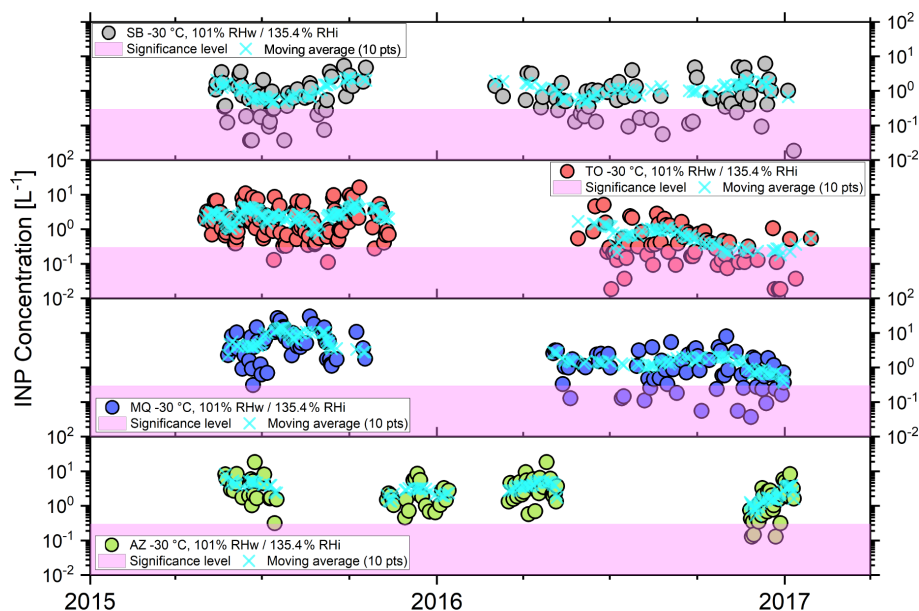 SB -30 °C, 101% RHw / 135.4% RHi
Significance level Moving average (10 pts)
10²
10¹
10⁰
10⁻¹
10⁻²
10²
10¹
10⁰
10⁻¹
10⁻²
TO -30 °C, 101% RHw / 135.4% RHi
Significance level Moving average (10 pts)
INP Concentration [L⁻¹]
10²
10¹
10⁰
10⁻¹
MQ -30 °C, 101% RHw / 135.4% RHi
Significance level Moving average (10 pts)
10²
10¹
10⁰
10⁻¹
10⁻²
AZ -30 °C, 101% RHw / 135.4% RHi
Significance level Moving average (10 pts)
2015 2016 2017